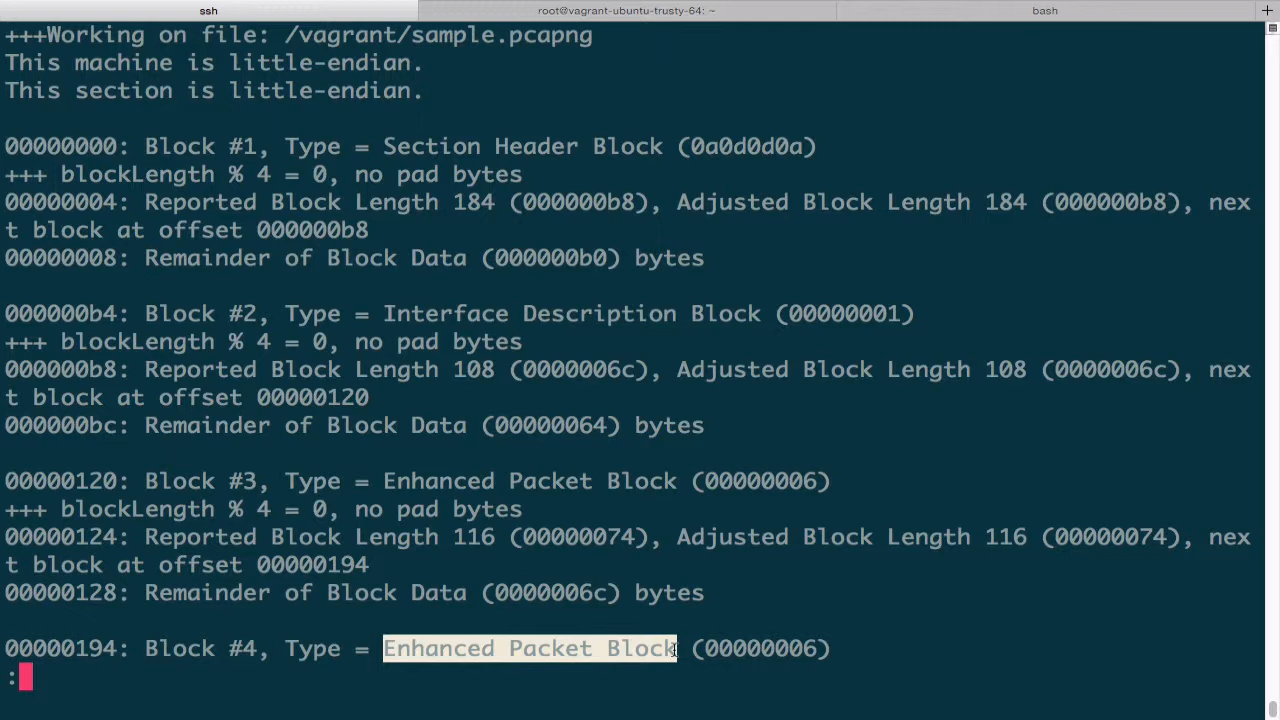 ssh
root@vagrant-ubuntu-trusty-64: ~
bash
+++Working on file: /vagrant/sample.pcapng
This machine is little-endian.
This section is little-endian.
00000000: Block #1, Type = Section Header Block (0a0d0d0a)
+++ blockLength % 4 = 0, no pad bytes
00000004: Reported Block Length 184 (000000b8), Adjusted Block Length 184 (000000b8), nex
t block at offset 000000b8
00000008: Remainder of Block Data (000000b0) bytes
000000b4: Block #2, Type = Interface Description Block (00000001)
+++ blockLength % 4 = 0, no pad bytes
000000b8: Reported Block Length 108 (0000006c), Adjusted Block Length 108 (0000006c), nex
t block at offset 00000120
000000bc: Remainder of Block Data (00000064) bytes
00000120: Block #3, Type = Enhanced Packet Block (00000006)
+++ blockLength % 4 = 0, no pad bytes
00000124: Reported Block Length 116 (00000074), Adjusted Block Length 116 (00000074), nex
t block at offset 00000194
00000128: Remainder of Block Data (0000006c) bytes
00000194: Block #4, Type = Enhanced Packet Block (00000006)
: